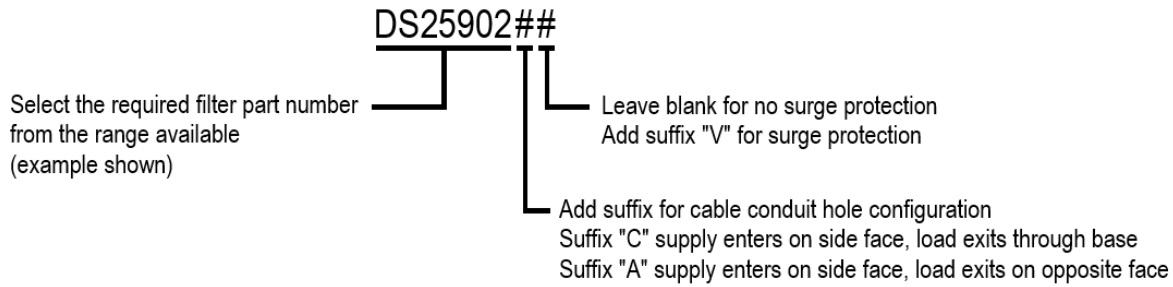 DS25902##
Select the required filter part number
from the range available
(example shown)
Leave blank for no surge protection
Add suffix "V" for surge protection
Add suffix for cable conduit hole configuration
Suffix "C" supply enters on side face, load exits through base
Suffix "A" supply enters on side face, load exits on opposite face